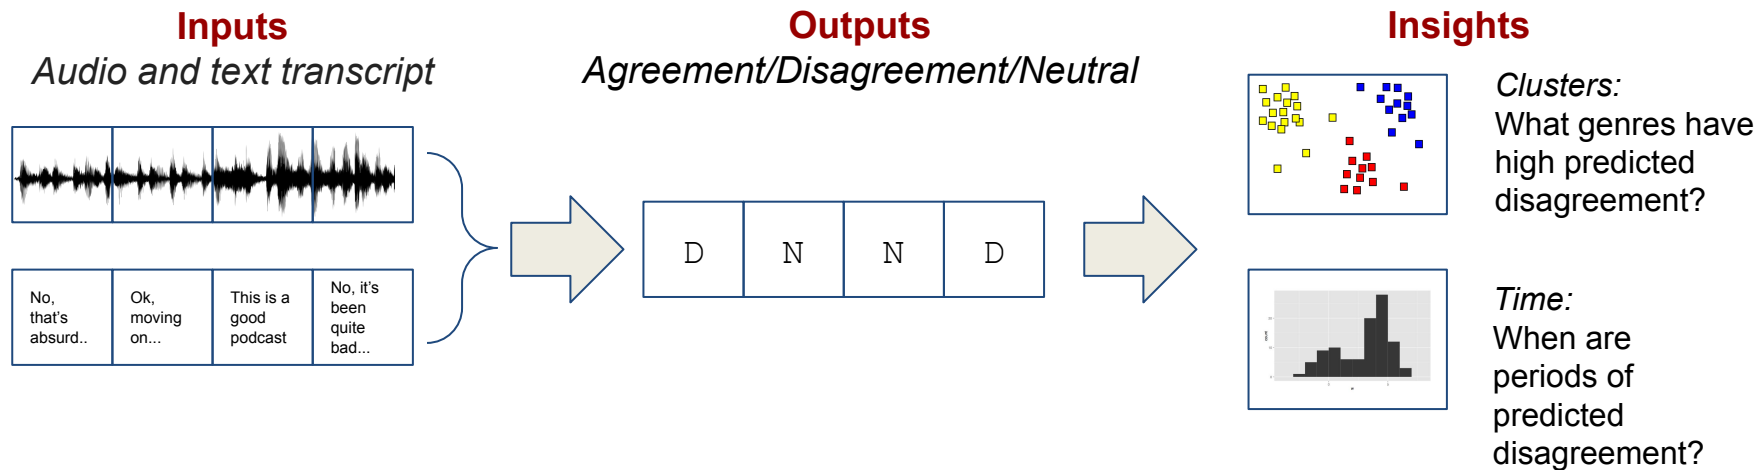 Inputs
Audio and text transcript
No,
that's
absurd..
Ok,
moving
on...
This is a
good
podcast
No, it's
been
quite
bad...
Outputs
Agreement/Disagreement/Neutral
D
N
N
D
Insights
Clusters:
What genres have
high predicted
disagreement?
Time:
When are
periods of
predicted
disagreement?